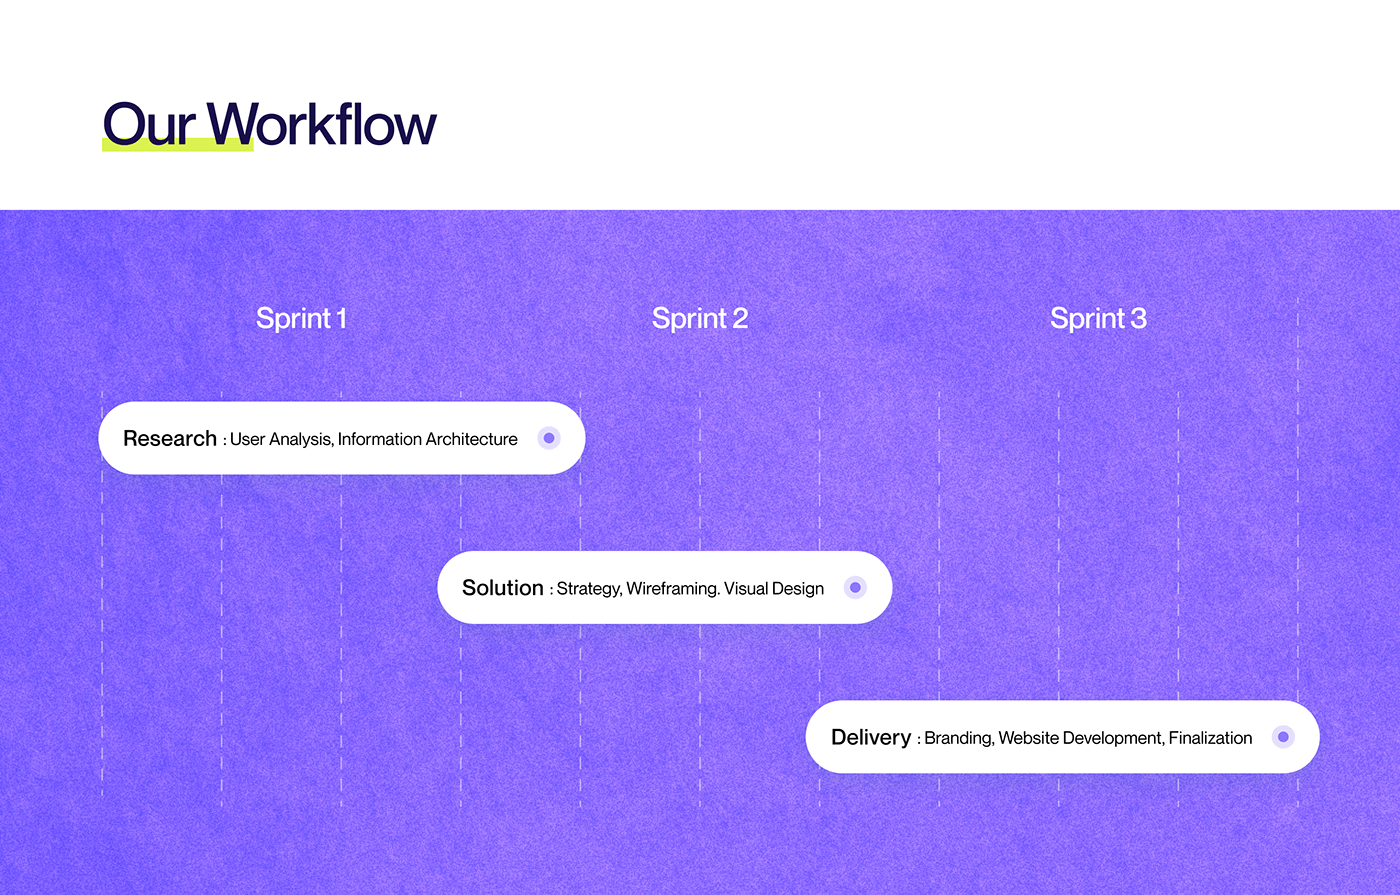 Our Workflow
Sprint 1
Sprint 2
Sprint 3
Research : User Analysis, Information Architecture
Solution : Strategy, Wireframing. Visual Design
Delivery : Branding, Website Development, Finalization